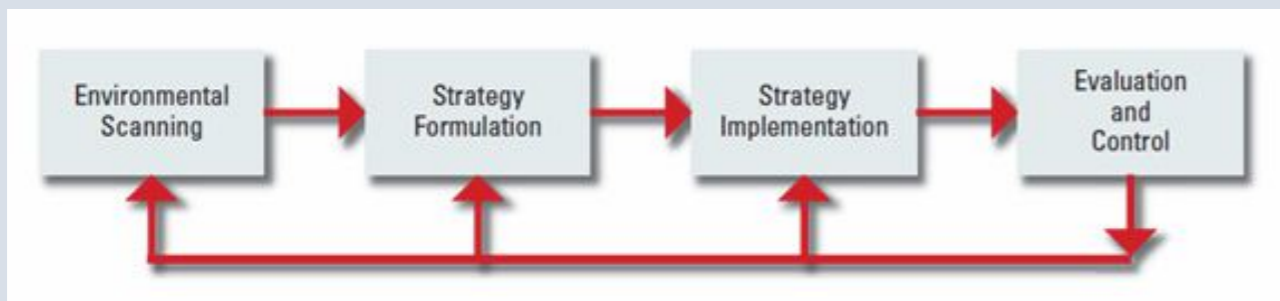 Environmental
Scanning
Strategy
Formulation
Strategy
Implementation
Evaluation
and
Control